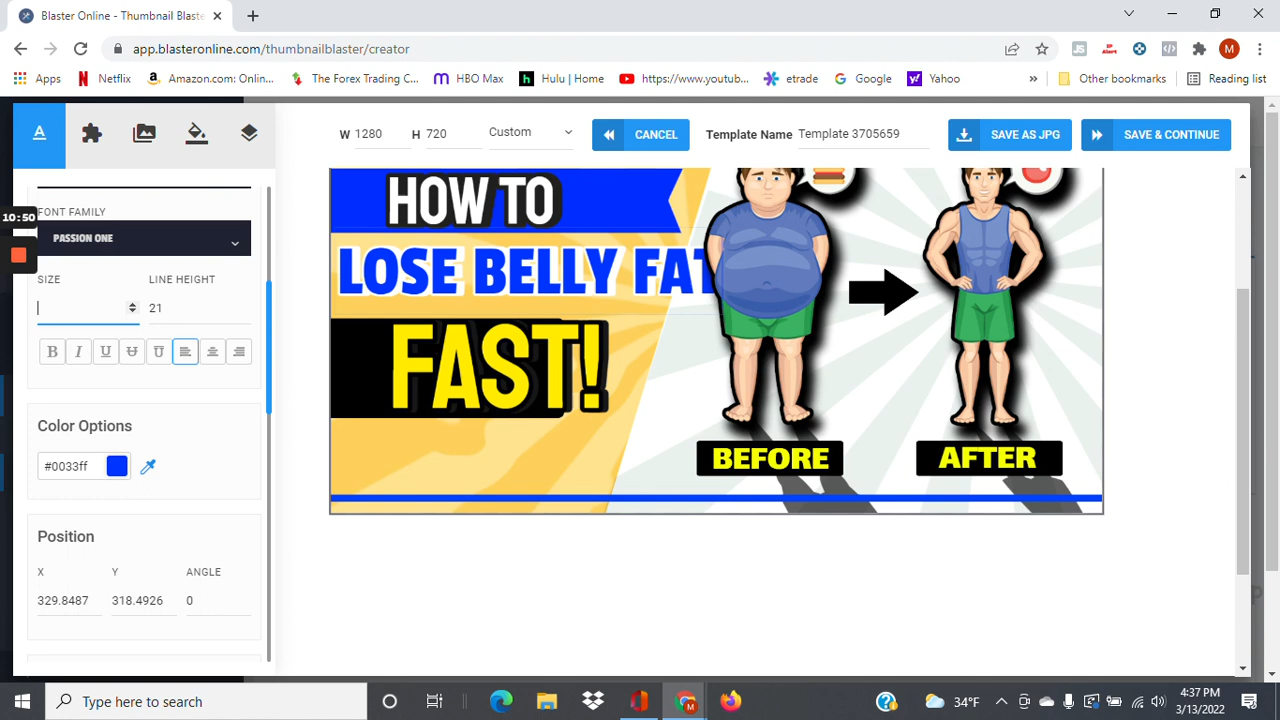 Blaster Online - Thumbnail Blaste
app.blasteronline.com/thumbnailblaster/creator
M
Apps
Netflix
Amazon.com: Onlin...
The Forex Trading C...
HBO Max
Hulu | Home
https://www.youtub...
etrade
Google
Yahoo
»
Other bookmarks
Reading list
A
W 1280
H 720
Custom
CANCEL
Template Name Template 3705659
SAVE AS JPG
SAVE & CONTINUE
10:50
FONT FAMILY
PASSION ONE
SIZE
LINE HEIGHT
21
B I U
Color Options
#0033ff
Position
X
Y
ANGLE
329.8487
318.4926
0
HOW TO
LOSE BELLY FAT
FAST!
BEFORE
AFTER
Type here to search
34°F
4:37 PM
3/13/2022